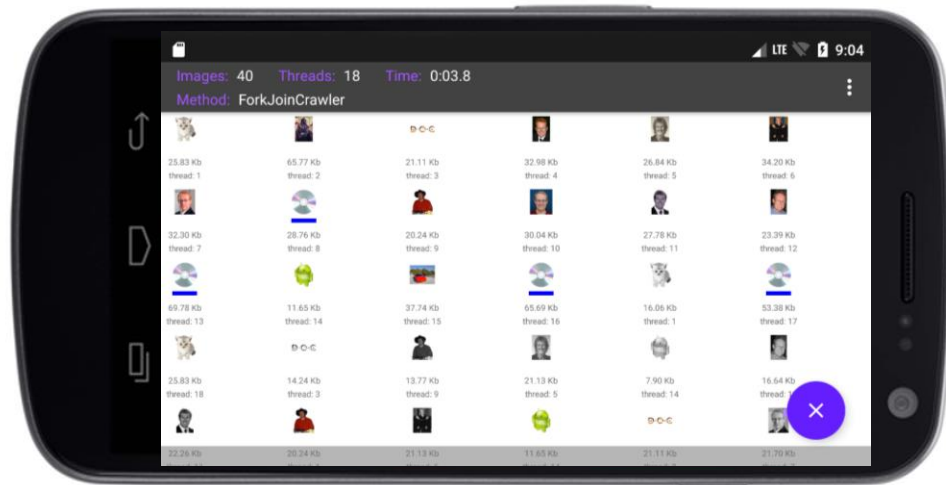 LTE 9:04
Images: 40 Threads: 18 Time: 0:03.8
Method: ForkJoinCrawler
D-O-C
25.83 Kb 65.77 Kb 21.11 Kb 32.98 Kb 26.84 Kb 34.20 Kb
thread: 1 thread: 2 thread: 3 thread: 4 thread: 5 thread: 6
32.30 Kb 28.76 Kb 20.24 Kb 30.04 Kb 27.78 Kb 23.39 Kb
thread: 7 thread: 8 thread: 9 thread: 10 thread: 11 thread: 12
69.78 Kb 11.65 Kb 37.74 Kb 65.69 Kb 16.06 Kb 53.38 Kb
thread: 13 thread: 14 thread: 15 thread: 16 thread: 1 thread: 17
D-O-C
25.83 Kb 14.24 Kb 13.77 Kb 21.13 Kb 7.90 Kb 16.64 Kb
thread: 18 thread: 3 thread: 9 thread: 5 thread: 14 thread:
D-O-C
32.26 Kb 20.24 Kb 21.13 Kb 11.65 Kb 21.11 Kb 21.70 Kb